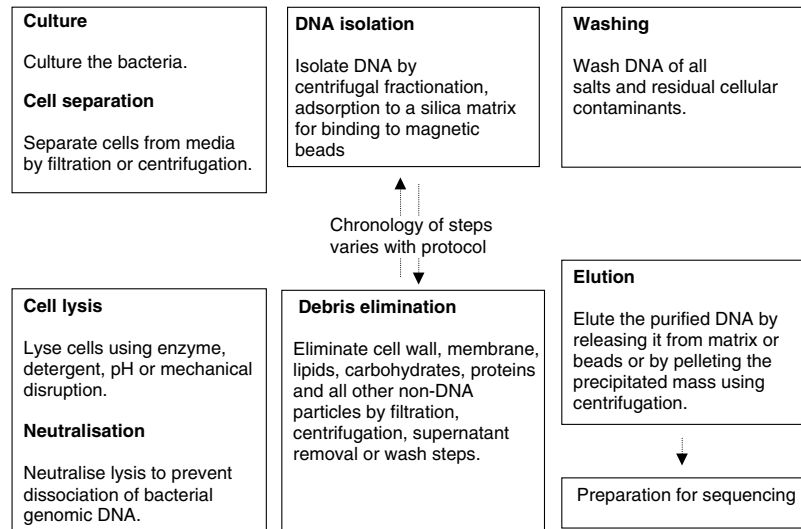 Culture
Culture the bacteria.
Cell separation
Separate cells from media
by filtration or centrifugation.
DNA isolation
Isolate DNA by
centrifugal fractionation,
adsorption to a silica matrix
for binding to magnetic
beads
Washing
Wash DNA of all
salts and residual cellular
contaminants.
Chronology of steps
varies with protocol
Cell lysis
Lyse cells using enzyme,
detergent, pH or mechanical
disruption.
Neutralisation
Neutralise lysis to prevent
dissociation of bacterial
genomic DNA.
Debris elimination
Eliminate cell wall, membrane,
lipids, carbohydrates, proteins
and all other non-DNA
particles by filtration,
centrifugation, supernatant
removal or wash steps.
Elution
Elute the purified DNA by
releasing it from matrix or
beads or by pelleting the
precipitated mass using
centrifugation.
Preparation for sequencing